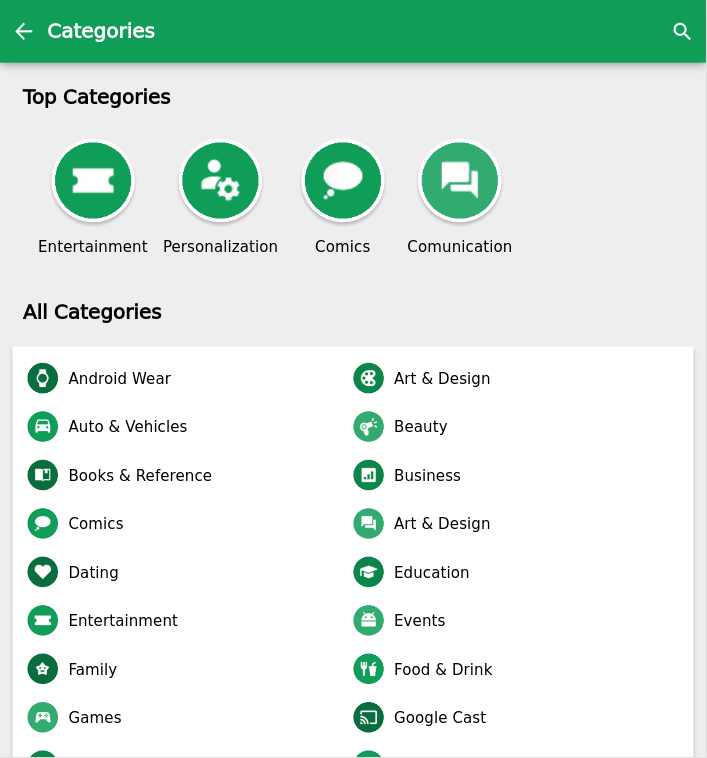 Categories
Top Categories
Entertainment Personalization Comics Comunication
All Categories
Android Wear Art & Design
Auto & Vehicles Beauty
Books & Reference Business
Comics Art & Design
Dating Education
Entertainment Events
Family Food & Drink
Games Google Cast